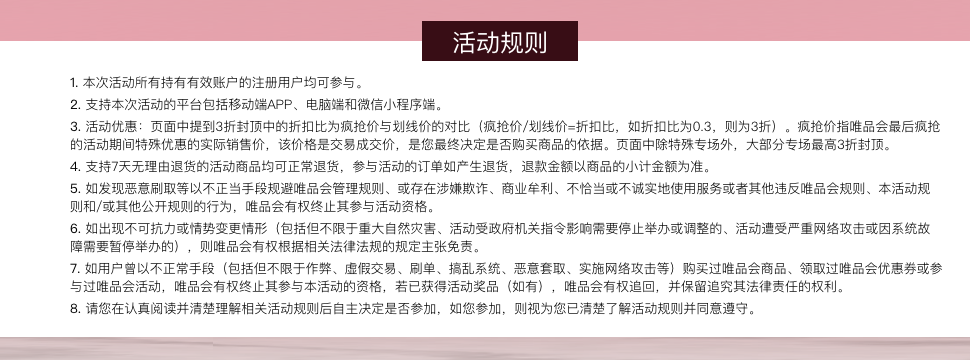 活动规则
1. 本次活动所有持有有效账户的注册用户均可参与。
2. 支持本次活动的平台包括移动端APP、电脑端和微信小程序端。
3. 活动优惠：页面中提到3折封顶中的折扣比为疯抢价与划线价的对比（疯抢价/划线价=折扣比，如折扣比为0.3，则为3折）。疯抢价指唯品会最后疯抢
的活动期间特殊优惠的实际销售价，该价格是交易成交价，是您最终决定是否购买商品的依据。页面中除特殊专场外，大部分专场最高3折封顶。
4. 支持7天无理由退货的活动商品均可正常退货，参与活动的订单如产生退货，退款金额以商品的小计金额为准。
5. 如发现恶意刷取等以不正当手段规避唯品会管理规则、或存在涉嫌欺诈、商业牟利、不恰当或不诚实地使用服务或者其他违反唯品会规则、本活动规
则和/或其他公开规则的行为，唯品会有权终止其参与活动资格。
6. 如出现不可抗力或情势变更情形（包括但不限于重大自然灾害、活动受政府机关指令影响需要停止举办或调整的、活动遭受严重网络攻击或因系统故
障需要暂停举办的），则唯品会有权根据相关法律法规的规定主张免责。
7. 如用户曾以不正常手段（包括但不限于作弊、虚假交易、刷单、搞乱系统、恶意套取、实施网络攻击等）购买过唯品会商品、领取过唯品会优惠券或参
与过唯品会活动，唯品会有权终止其参与本活动的资格，若已获得活动奖品（如有），唯品会有权追回，并保留追究其法律责任的权利。
8. 请您在认真阅读并清楚理解相关活动规则后自主决定是否参加，如您参加，则视为您已清楚了解活动规则并同意遵守。